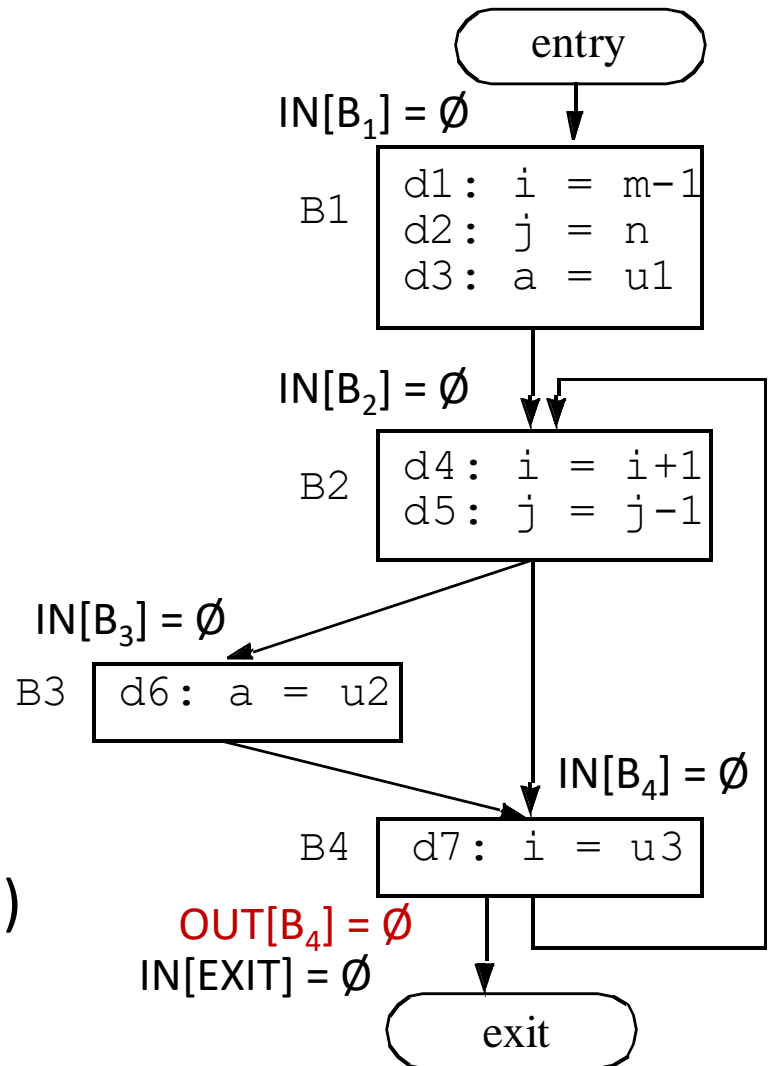 entry
IN[B₁] = Ø
B1
d1: i = m-1
d2: j = n
d3: a = u1
IN[B₂] = Ø
B2
d4: i = i+1
d5: j = j-1
IN[B₃] = Ø
B3
d6: a = u2
IN[B₄] = Ø
B4
d7: i = u3
)
OUT[B₄] = Ø
IN[EXIT] = Ø
exit